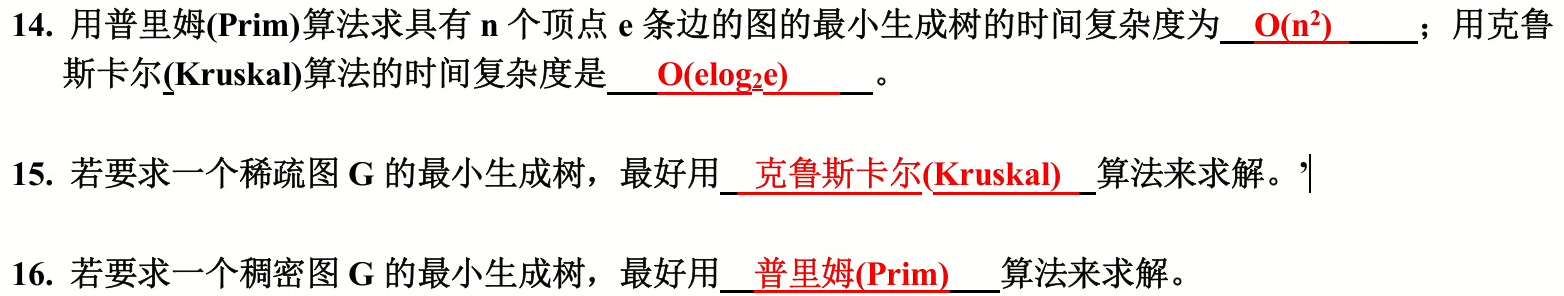 14. 用普里姆(Prim)算法求具有 n 个顶点 e 条边的图的最小生成树的时间复杂度为 O(n²) ；用克鲁
斯卡尔(Kruskal)算法的时间复杂度是 O(elog₂e) 。
15. 若要求一个稀疏图 G 的最小生成树，最好用 克鲁斯卡尔(Kruskal) 算法来求解。’
16. 若要求一个稠密图 G 的最小生成树，最好用 普里姆(Prim) 算法来求解。